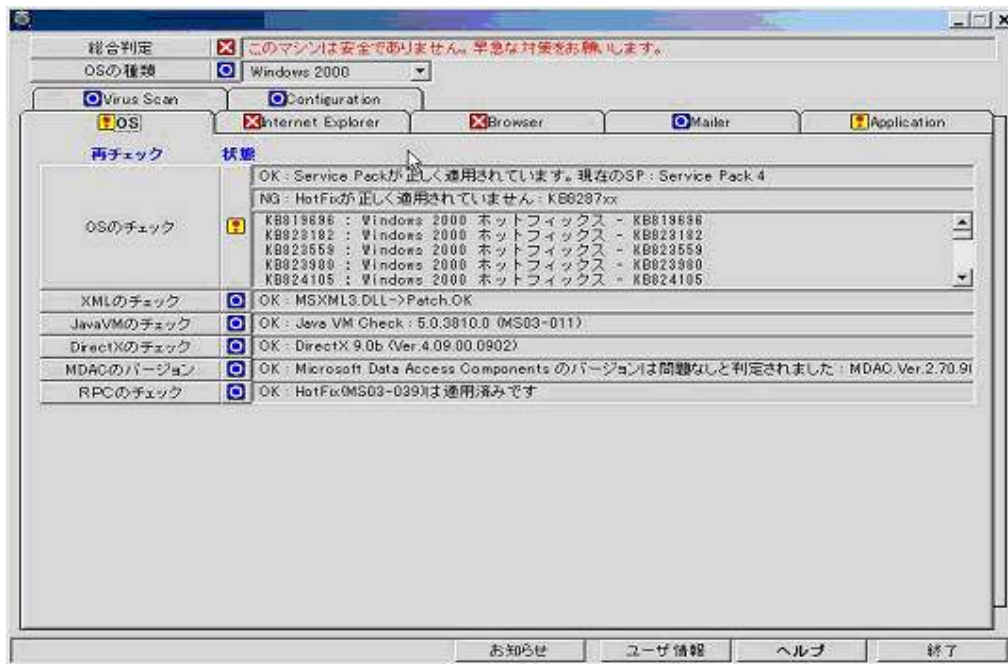 総合判定 このマシンは安全でありません。早急な対策をお願いします。
OSの種類 Windows 2000
Virus Scan Configuration
OS Internet Explorer Browser Mailer Application
再チェック 状態
OK : Service Packが正しく適用されています。現在のSP : Service Pack 4
NG : HotFixが正しく適用されていません : KB8287xx
OSのチェック
KB819696 : Windows 2000 ホットフィックス - KB819696
KB823182 : Windows 2000 ホットフィックス - KB823182
KB823559 : Windows 2000 ホットフィックス - KB823559
KB823980 : Windows 2000 ホットフィックス - KB823980
KB824105 : Windows 2000 ホットフィックス - KB824105
XMLのチェック OK : MSXML3.DLL->Patch.OK
JavaVMのチェック OK : Java VM Check : 5.0.3810.0 (MS03-011)
DirectXのチェック OK : DirectX 9.0b (Ver.4.09.00.0902)
MDACのバージョン OK : Microsoft Data Access Components のバージョンは問題なしと判定されました : MDAC.Ver.2.70.9
RPCのチェック OK : HotFix(MS03-039)は適用済みです
お知らせ ユーザ情報 ヘルプ 終了